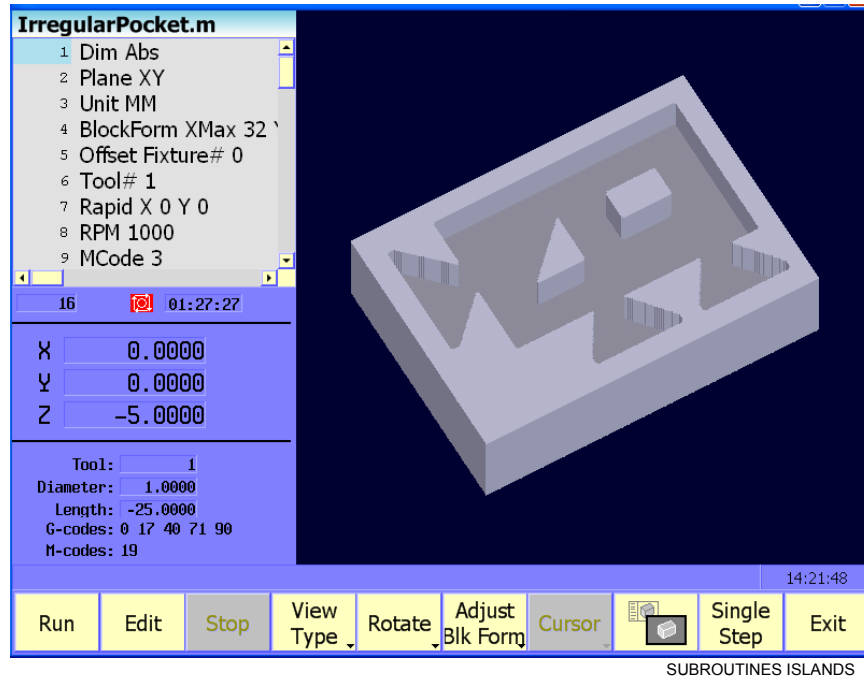 IrregularPocket.m
1 Dim Abs
2 Plane XY
3 Unit MM
4 BlockForm XMax 32
5 Offset Fixture# 0
6 Tool# 1
7 Rapid X 0 Y 0
8 RPM 1000
9 MCode 3
16 01:27:27
X 0.0000
Y 0.0000
Z -5.0000
Tool: 1
Diameter: 1.0000
Length: -25.0000
G-codes: 0 17 40 71 90
M-codes: 19
14:21:48
Run Edit Stop View Type Rotate Adjust Blk Form Cursor Single Step Exit
SUBROUTINES ISLANDS